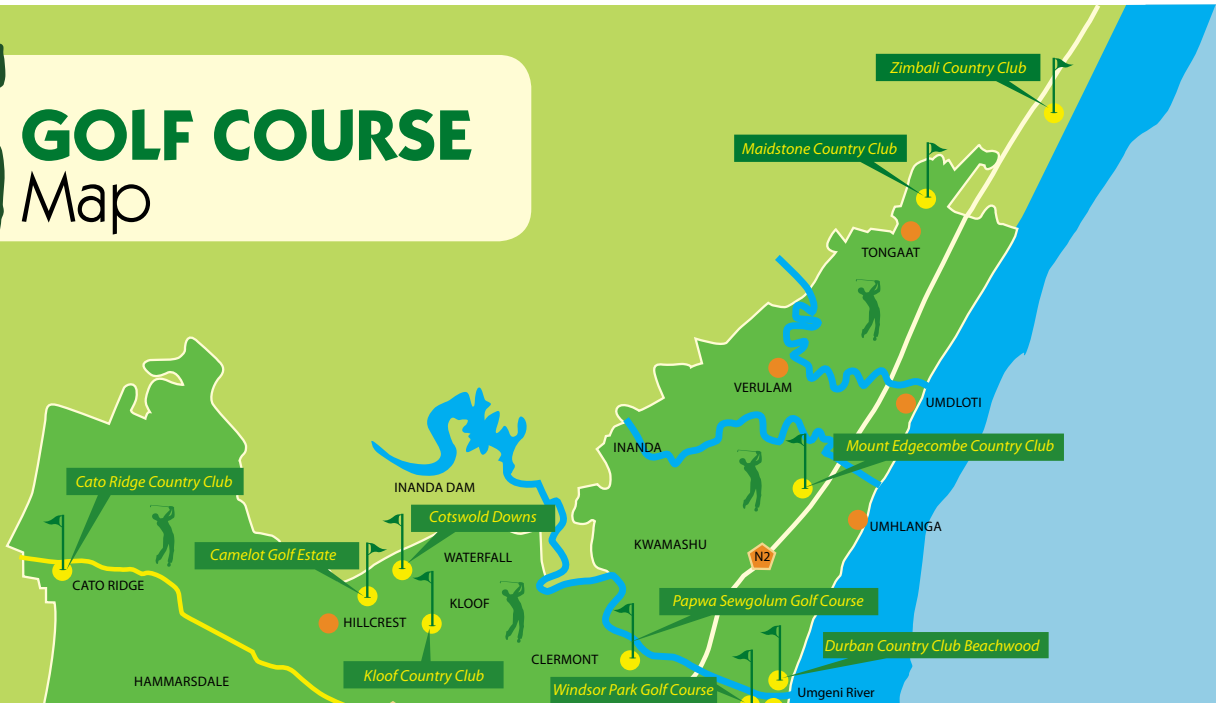 GOLF COURSE
Map
Zimbali Country Club
Maidstone Country Club
TONGAAT
VERULAM
UMDLOTI
INANDA
Mount Edgecombe Country Club
Cato Ridge Country Club
INANDA DAM
Cotswold Downs
UMHLANGA
KWAMASHU
Camelot Golf Estate
WATERFALL
N2
CATO RIDGE
KLOOF
Papwa Sewgolum Golf Course
HILLCREST
Durban Country Club Beachwood
CLERMONT
Kloof Country Club
HAMMARSDALE
Windsor Park Golf Course
Umgeni River